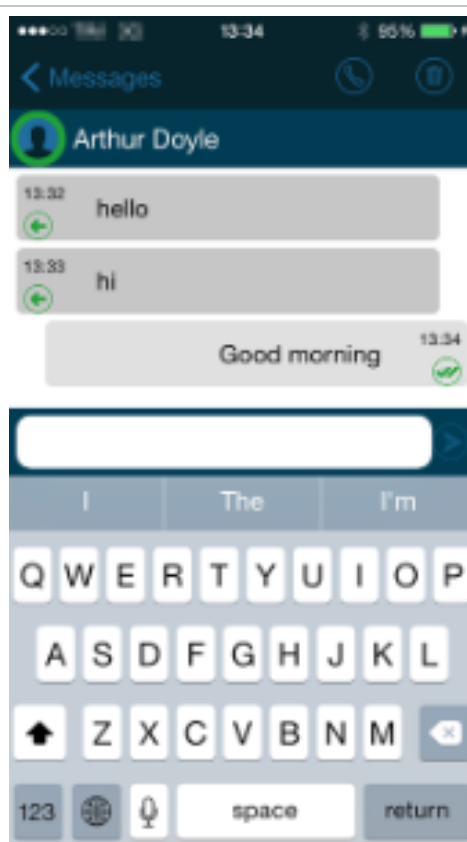 13:34 95%
Messages
Arthur Doyle
13:32
hello
13:33
hi
13:34
Good morning
I The I'm
Q W E R T Y U I O P
A S D F G H J K L
Z X C V B N M
123 space return